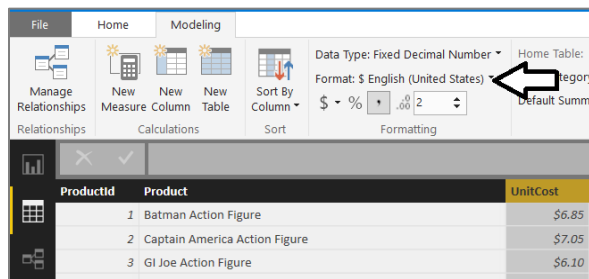 File Home Modeling
Data Type: Fixed Decimal Number Home Table:
Format: $ English (United States)
Manage Relationships
New Measure
New Column
New Table
Sort By Column
$ % , .00 2
Default Summ
Relationships Calculations Sort Formatting
ProductId Product UnitCost
1 Batman Action Figure $6.85
2 Captain America Action Figure $7.05
3 GI Joe Action Figure $6.10